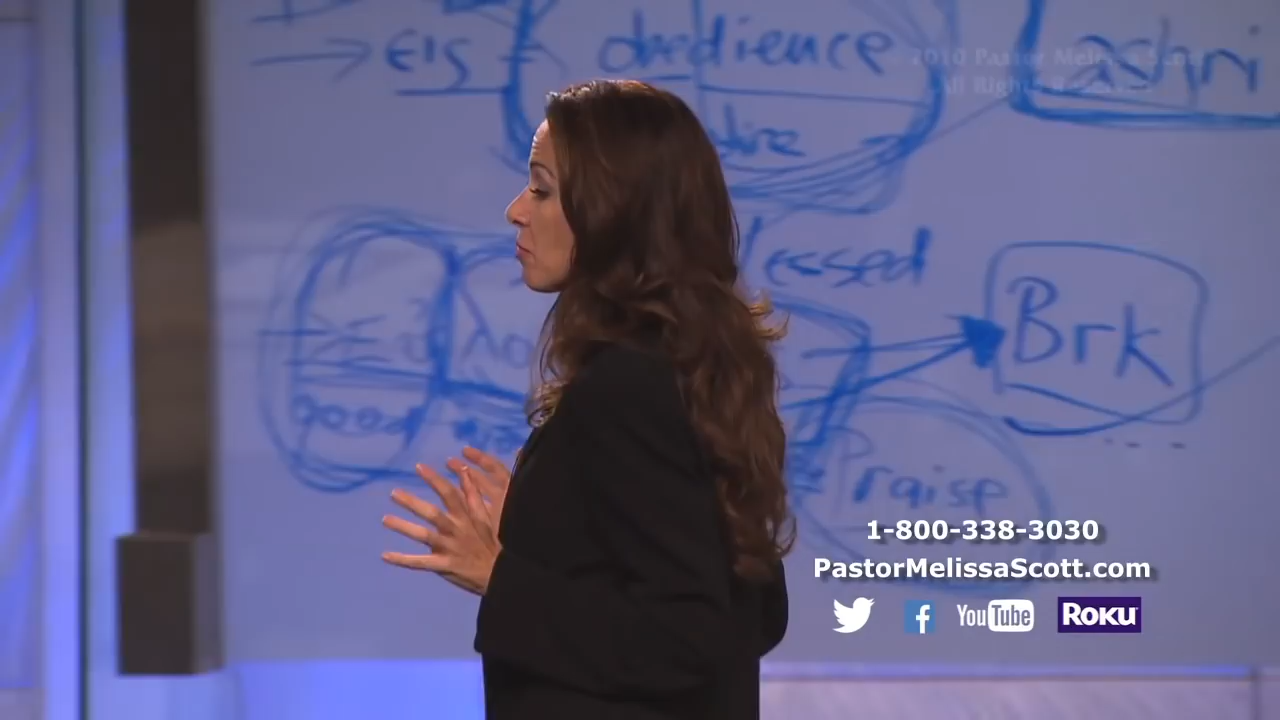 → EIS
obedience
2010 Pastor Melissa Scott
All Rights Reserved
ashri
lessed
Brk
good
Praise
1-800-338-3030
PastorMelissaScott.com
YouTube
ROKU